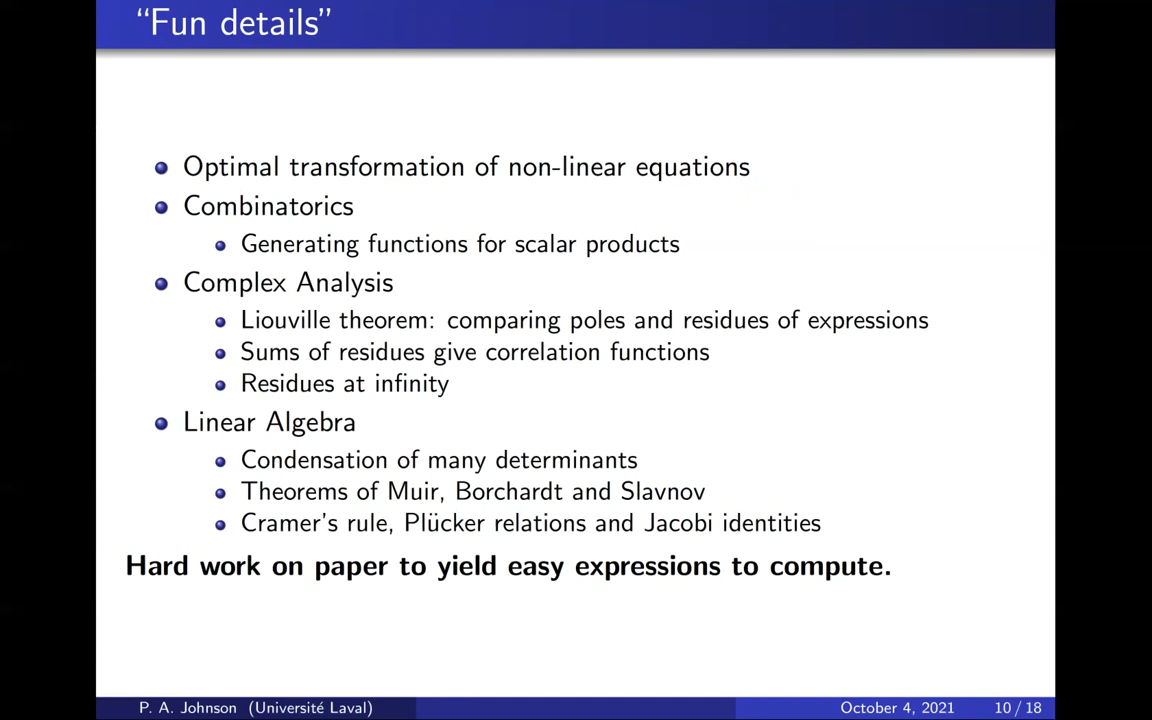 “Fun details”
Optimal transformation of non-linear equations
Combinatorics
Generating functions for scalar products
Complex Analysis
Liouville theorem: comparing poles and residues of expressions
Sums of residues give correlation functions
Residues at infinity
Linear Algebra
Condensation of many determinants
Theorems of Muir, Borchardt and Slavnov
Cramer's rule, Plücker relations and Jacobi identities
Hard work on paper to yield easy expressions to compute.
P. A. Johnson (Université Laval) October 4, 2021 10 / 18